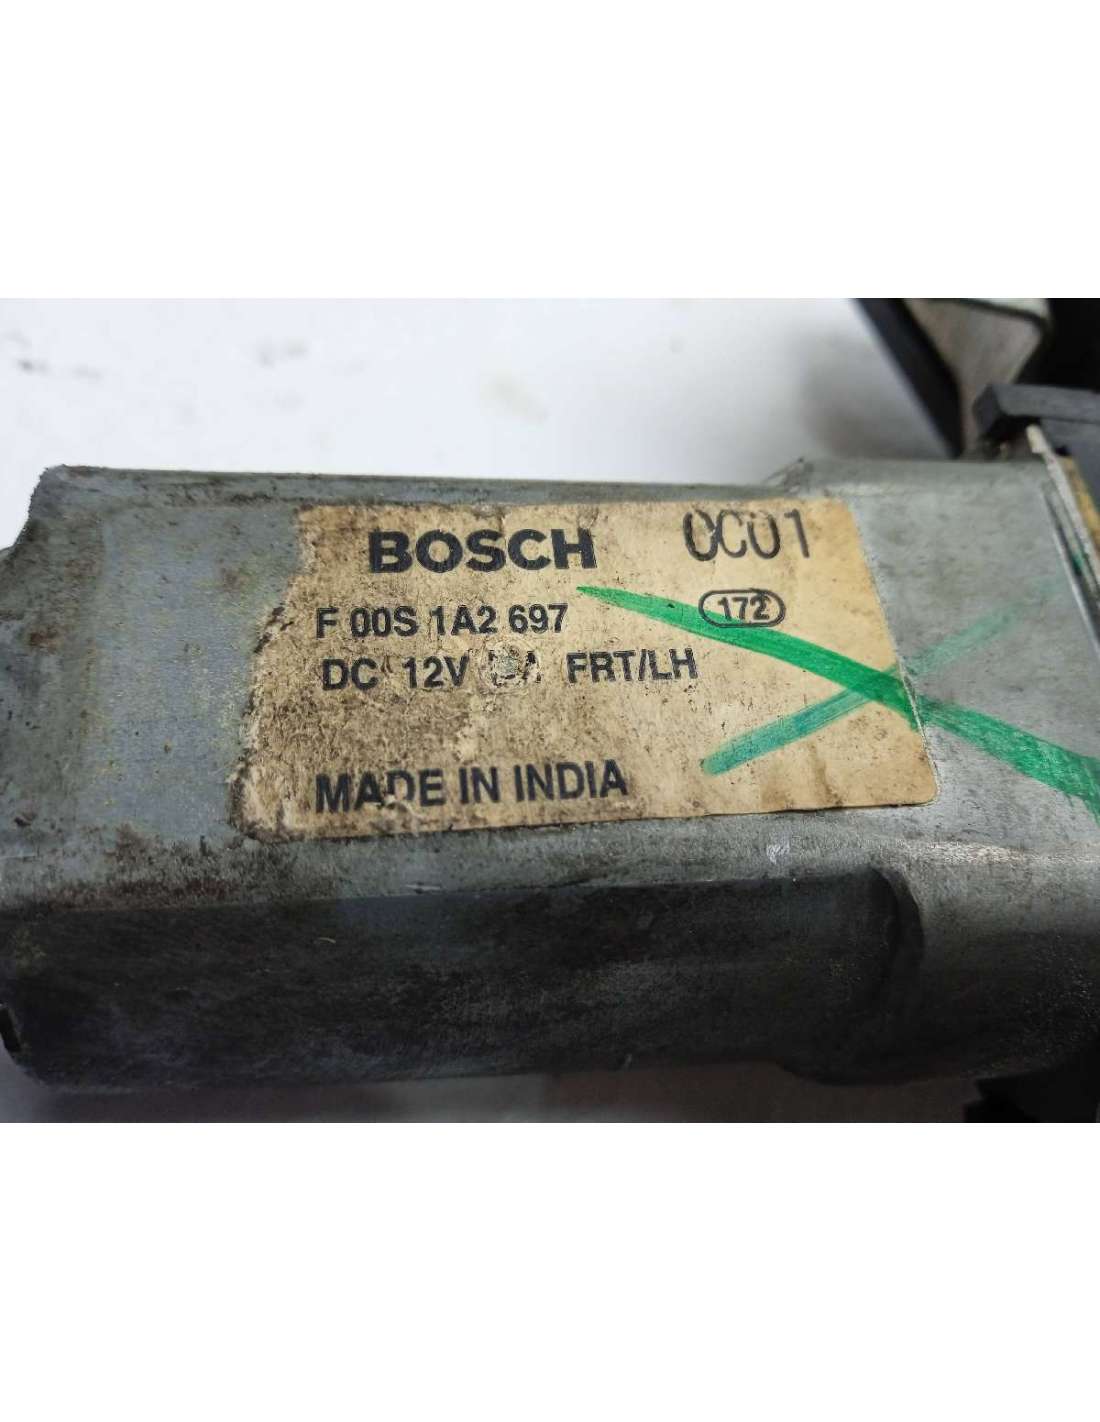 BOSCH 0C01
F 00S 1A2 697 172
DC 12V FRT/LH
MADE IN INDIA